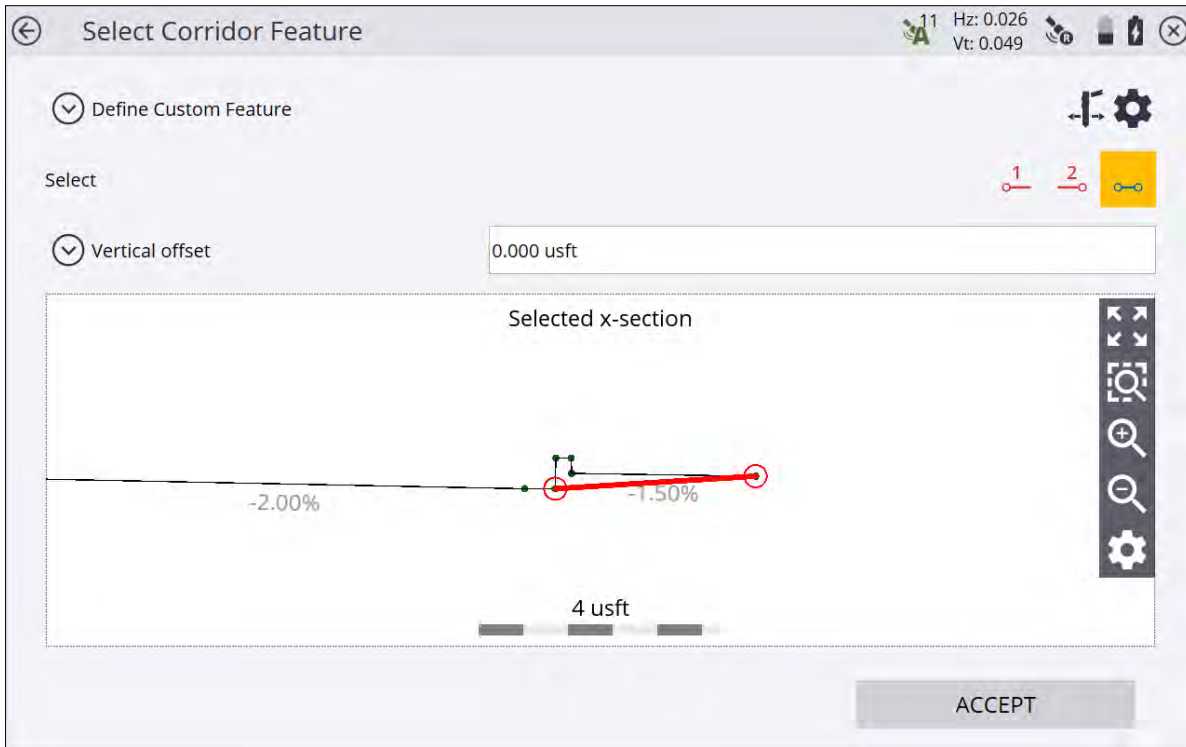 Select Corridor Feature
11
Hz: 0.026
Vt: 0.049
A
R
Define Custom Feature
Select
1
2
Vertical offset
0.000 usft
Selected x-section
-2.00%
-1.50%
4 usft
ACCEPT